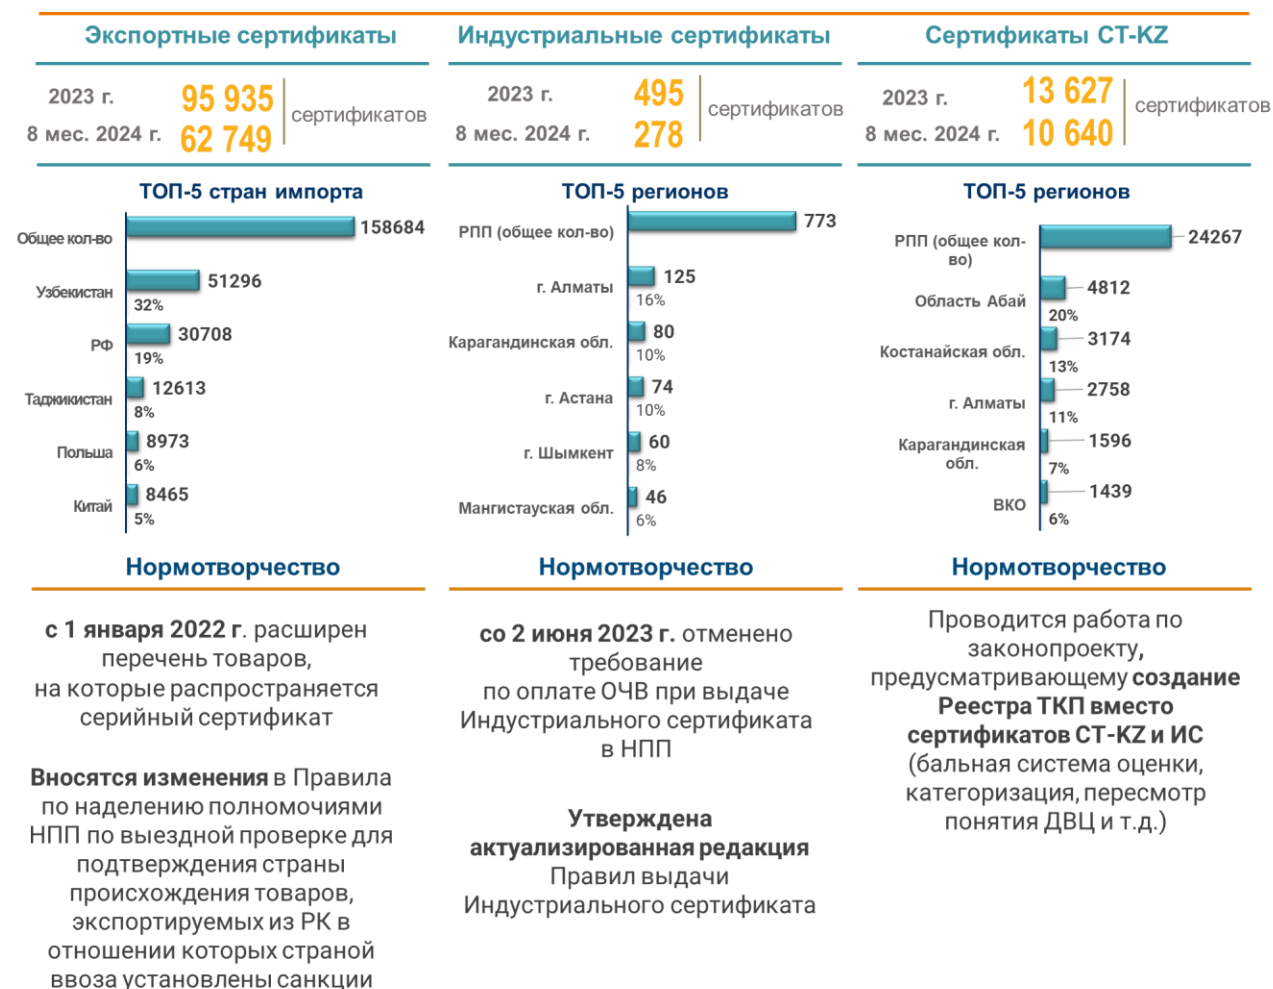 Экспортные сертификаты
2023 г.
95 935
8 мес. 2024 г.
62 749
сертификатов
ТОП-5 стран импорта
Общее кол-во
158684
Узбекистан
51296
32%
РФ
30708
19%
Таджикистан
12613
8%
Польша
8973
6%
Китай
8465
5%
Нормотворчество
с 1 января 2022 г. расширен
перечень товаров,
на которые распространяется
серийный сертификат
Вносятся изменения в Правила
по наделению полномочиями
НПП по выездной проверке для
подтверждения страны
происхождения товаров,
экспортируемых из РК в
отношении которых страной
ввоза установлены санкции
Индустриальные сертификаты
2023 г.
495
8 мес. 2024 г.
278
сертификатов
ТОП-5 регионов
РПП (общее кол-во)
773
г. Алматы
125
16%
Карагандинская обл.
80
10%
г. Астана
74
10%
г. Шымкент
60
8%
Мангистауская обл.
46
6%
Нормотворчество
со 2 июня 2023 г. отменено
требование
по оплате ОЧВ при выдаче
Индустриального сертификата
в НПП
Утверждена
актуализированная редакция
Правил выдачи
Индустриального сертификата
Сертификаты СТ-KZ
2023 г.
13 627
8 мес. 2024 г.
10 640
сертификатов
ТОП-5 регионов
РПП (общее кол-
во)
24267
Область Абай
4812
20%
Костанайская обл.
3174
13%
г. Алматы
2758
11%
Карагандинская
обл.
1596
7%
ВКО
1439
6%
Нормотворчество
Проводится работа по
законопроекту,
предусматривающему создание
Реестра ТКП вместо
сертификатов СТ-KZ и ИС
(бальная система оценки,
категоризация, пересмотр
понятия ДВЦ и т.д.)